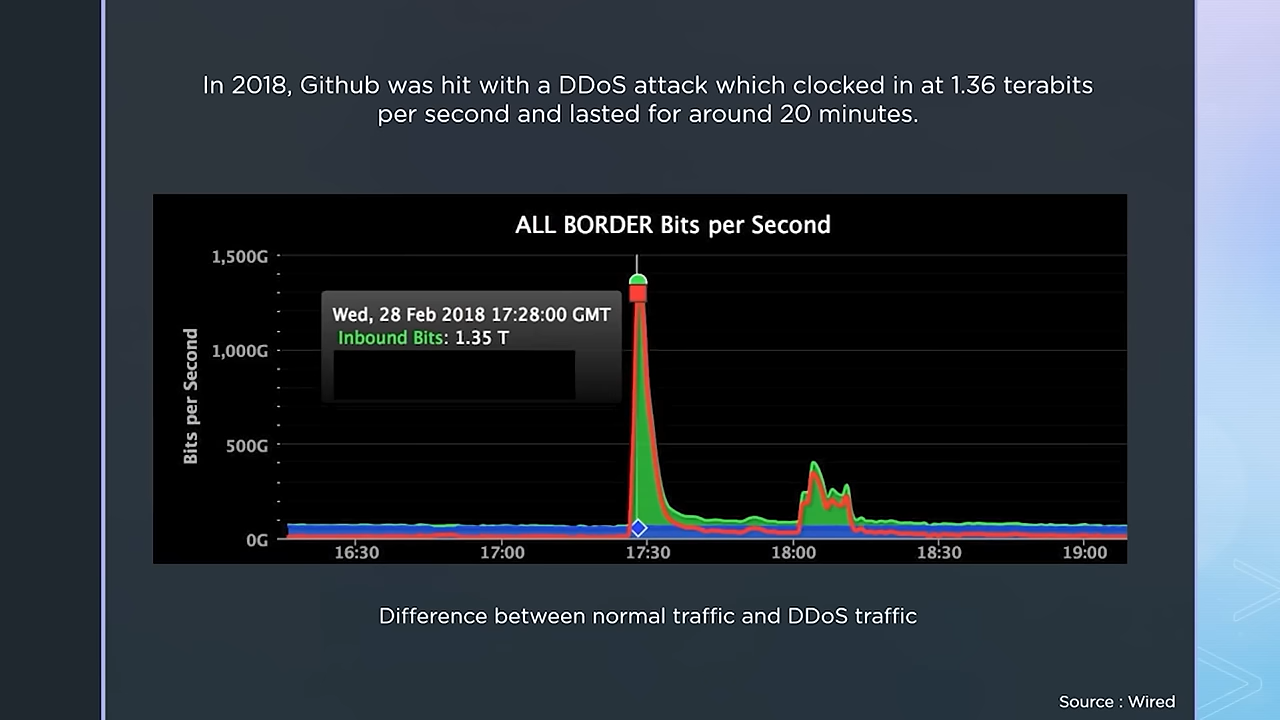 In 2018, Github was hit with a DDoS attack which clocked in at 1.36 terabits
per second and lasted for around 20 minutes.
ALL BORDER Bits per Second
Bits per Second
1,500G
1,000G
500G
0G
Wed, 28 Feb 2018 17:28:00 GMT
Inbound Bits: 1.35 T
16:30 17:00 17:30 18:00 18:30 19:00
Difference between normal traffic and DDoS traffic
Source : Wired